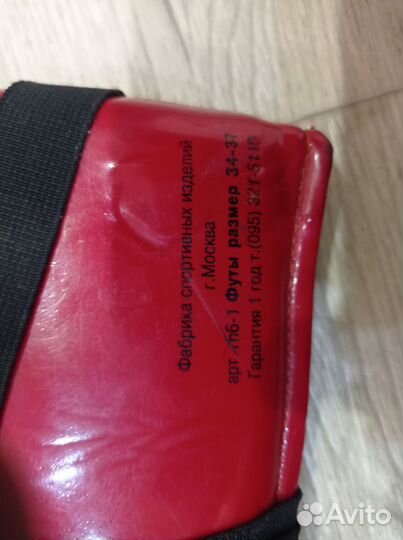 Фабрика спортивных изделий
г.Москва
арт Футы размер 34-37
Гарантия 1 год т.(095)
Avito